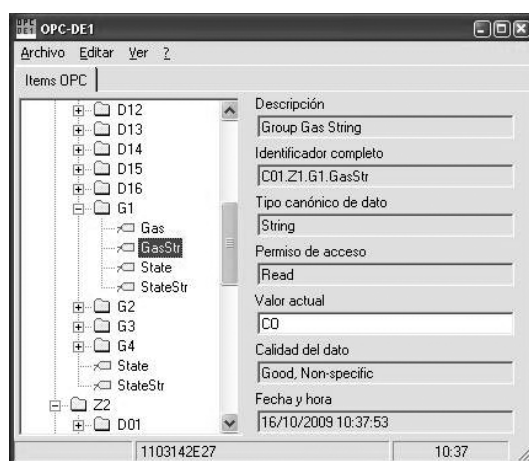 OPC DE1 OPC-DE1
Archivo Editar Ver ?
Items OPC
D12
D13
D14
D15
D16
G1
Gas
GasStr
State
StateStr
G2
G3
G4
State
StateStr
Z2
D01
Descripción
Group Gas String
Identificador completo
C01.Z1.G1.GasStr
Tipo canónico de dato
String
Permiso de acceso
Read
Valor actual
CO
Calidad del dato
Good, Non-specific
Fecha y hora
16/10/2009 10:37:53
1103142E27 10:37